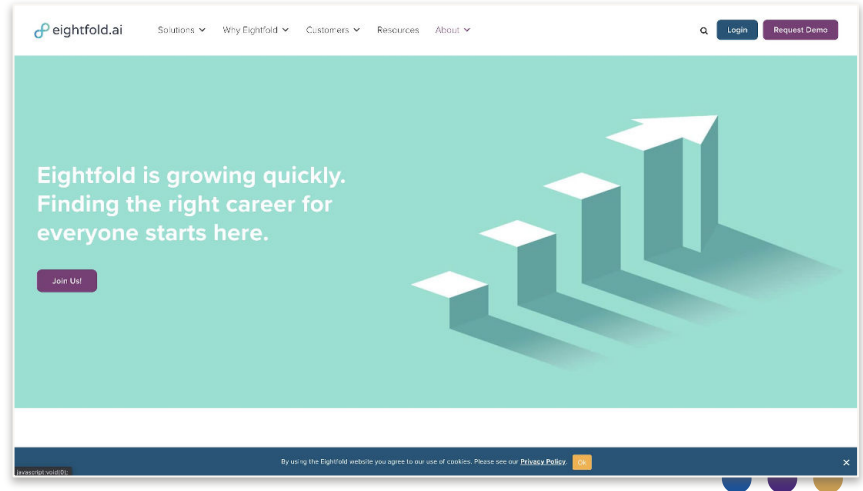 eightfold.ai Solutions Why Eightfold Customers Resources About Login Request Demo
Eightfold is growing quickly.
Finding the right career for
everyone starts here.
Join Us!
By using the Eightfold website you agree to our use of cookies. Please see our Privacy Policy. Ok
javascript:void(0);